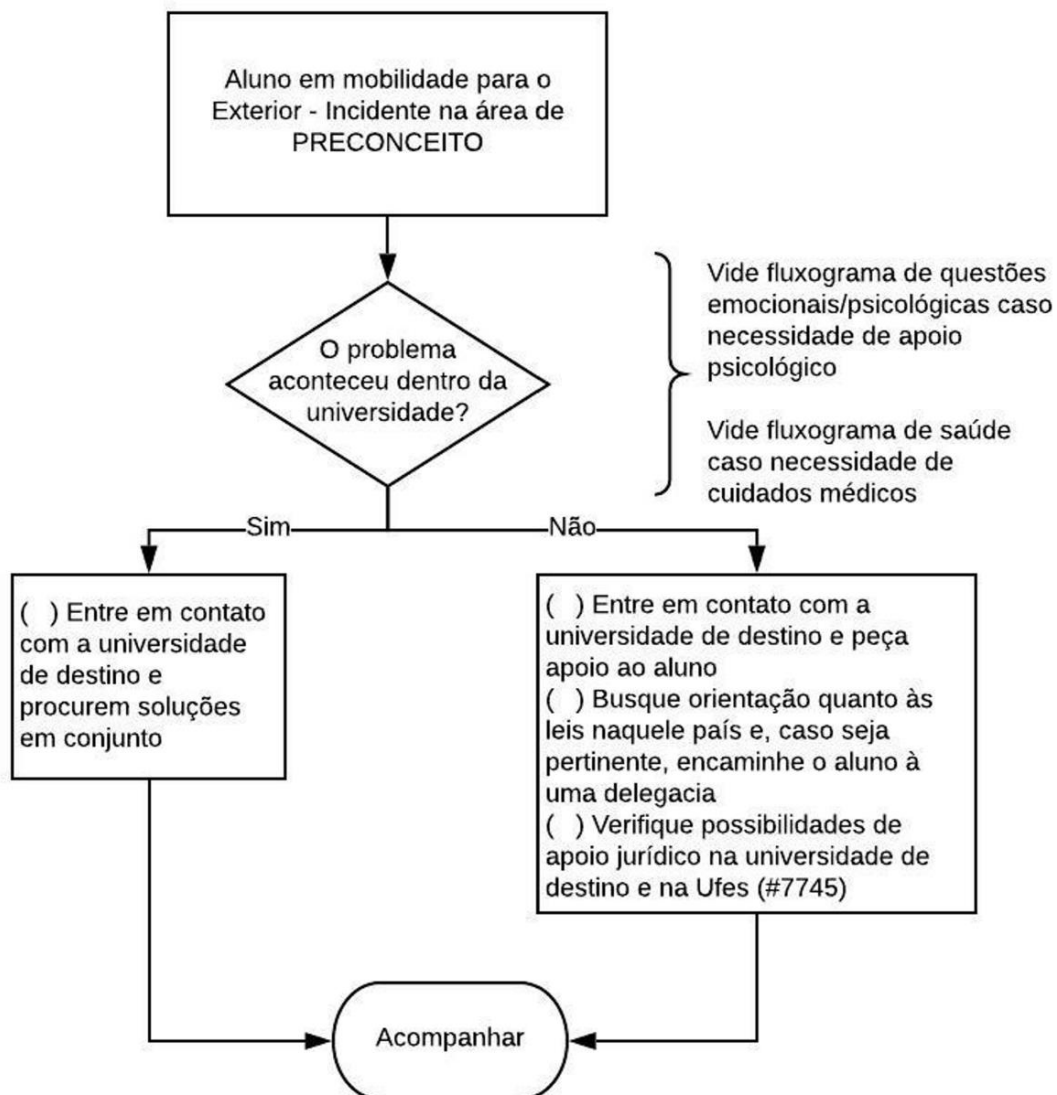 Aluno em mobilidade para o
Exterior - Incidente na área de
PRECONCEITO
O problema
aconteceu dentro da
universidade?
Vide fluxograma de questões
emocionais/psicológicas caso
necessidade de apoio
psicológico
Vide fluxograma de saúde
caso necessidade de
cuidados médicos
Sim
Não
(  ) Entre em contato
com a universidade
de destino e
procurem soluções
em conjunto
(  ) Entre em contato com a
universidade de destino e peça
apoio ao aluno
(  ) Busque orientação quanto às
leis naquele país e, caso seja
pertinente, encaminhe o aluno à
uma delegacia
(  ) Verifique possibilidades de
apoio jurídico na universidade de
destino e na Ufes (#7745)
Acompanhar